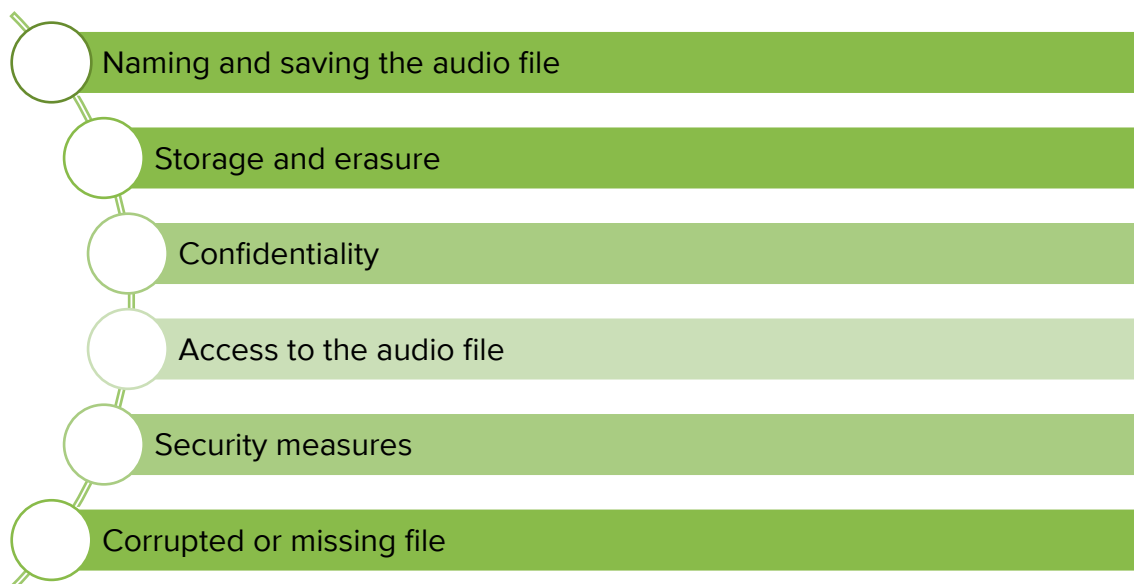 Naming and saving the audio file
Storage and erasure
Confidentiality
Access to the audio file
Security measures
Corrupted or missing file